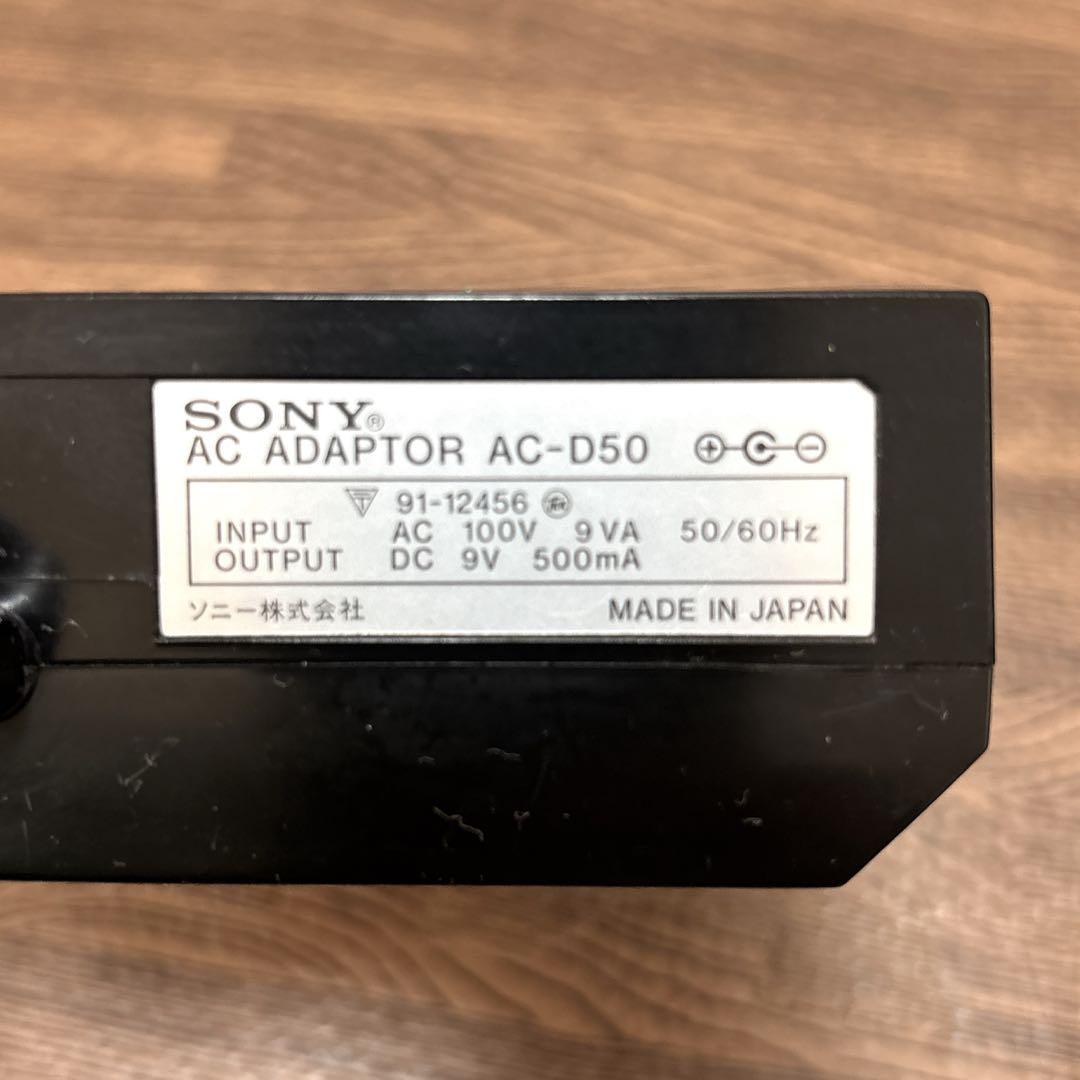 SONY®
AC ADAPTOR AC-D50 
91-12456
INPUT AC 100V 9VA 50/60Hz
OUTPUT DC 9V 500mA
ソニー株式会社 MADE IN JAPAN